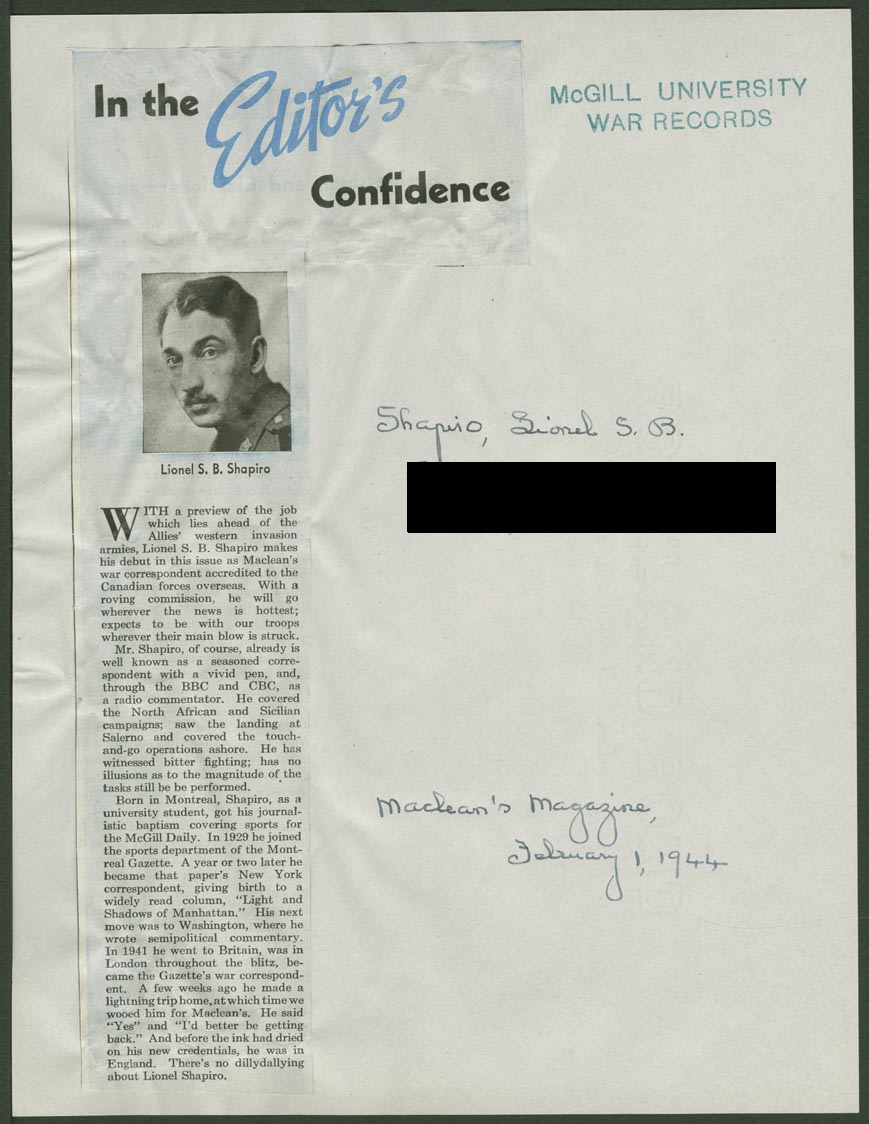 In the Editor's
Confidence
McGILL UNIVERSITY
WAR RECORDS
Lionel S. B. Shapiro
Shapiro, Lionel S. B.
WITH a preview of the job
which lies ahead of the
Allies' western invasion
armies, Lionel S. B. Shapiro makes
his debut in this issue as Maclean's
war correspondent accredited to the
Canadian forces overseas. With a
roving commission, he will go
wherever the news is hottest;
expects to be with our troops
wherever their main blow is struck.
Mr. Shapiro, of course, already is
well known as a seasoned corre-
spondent with a vivid pen, and,
through the BBC and CBC, as
a radio commentator. He covered
the North African and Sicilian
campaigns; saw the landing at
Salerno and covered the touch-
and-go operations ashore. He has
witnessed bitter fighting; has no
illusions as to the magnitude of the
tasks still be be performed.
Born in Montreal, Shapiro, as a
university student, got his journal-
istic baptism covering sports for
the McGill Daily. In 1929 he joined
the sports department of the Mont-
real Gazette. A year or two later he
became that paper's New York
correspondent, giving birth to a
widely read column, "Light and
Shadows of Manhattan." His next
move was to Washington, where he
wrote semipolitical commentary.
In 1941 he went to Britain, was in
London throughout the blitz, be-
came the Gazette's war correspond-
ent. A few weeks ago he made a
lightning trip home, at which time we
wooed him for Maclean's. He said
"Yes" and "I'd better be getting
back." And before the ink had dried
on his new credentials, he was in
England. There's no dillydallying
about Lionel Shapiro.
Maclean's Magazine,
February 1, 1944